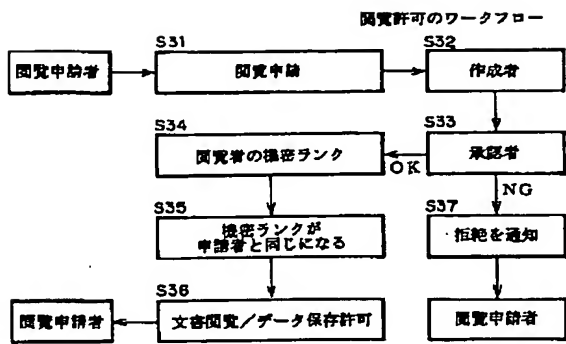 閲覧許可のワークフロー
S31
S32
閲覧申請者
閲覧申請
作成者
S34
S33
閲覧者の機密ランク
OK
承認者
NG
S35
S37
機密ランクが
申請者と同じになる
拒絶を通知
S36
閲覧申請者
文書閲覧/データ保存許可
閲覧申請者